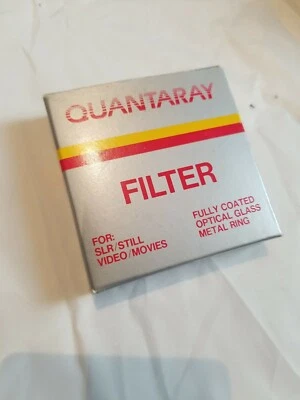 QUANTARAY
FILTER
FOR:
SLR/STILL
VIDEO/MOVIES
FULLY COATED
OPTICAL GLASS
METAL RING